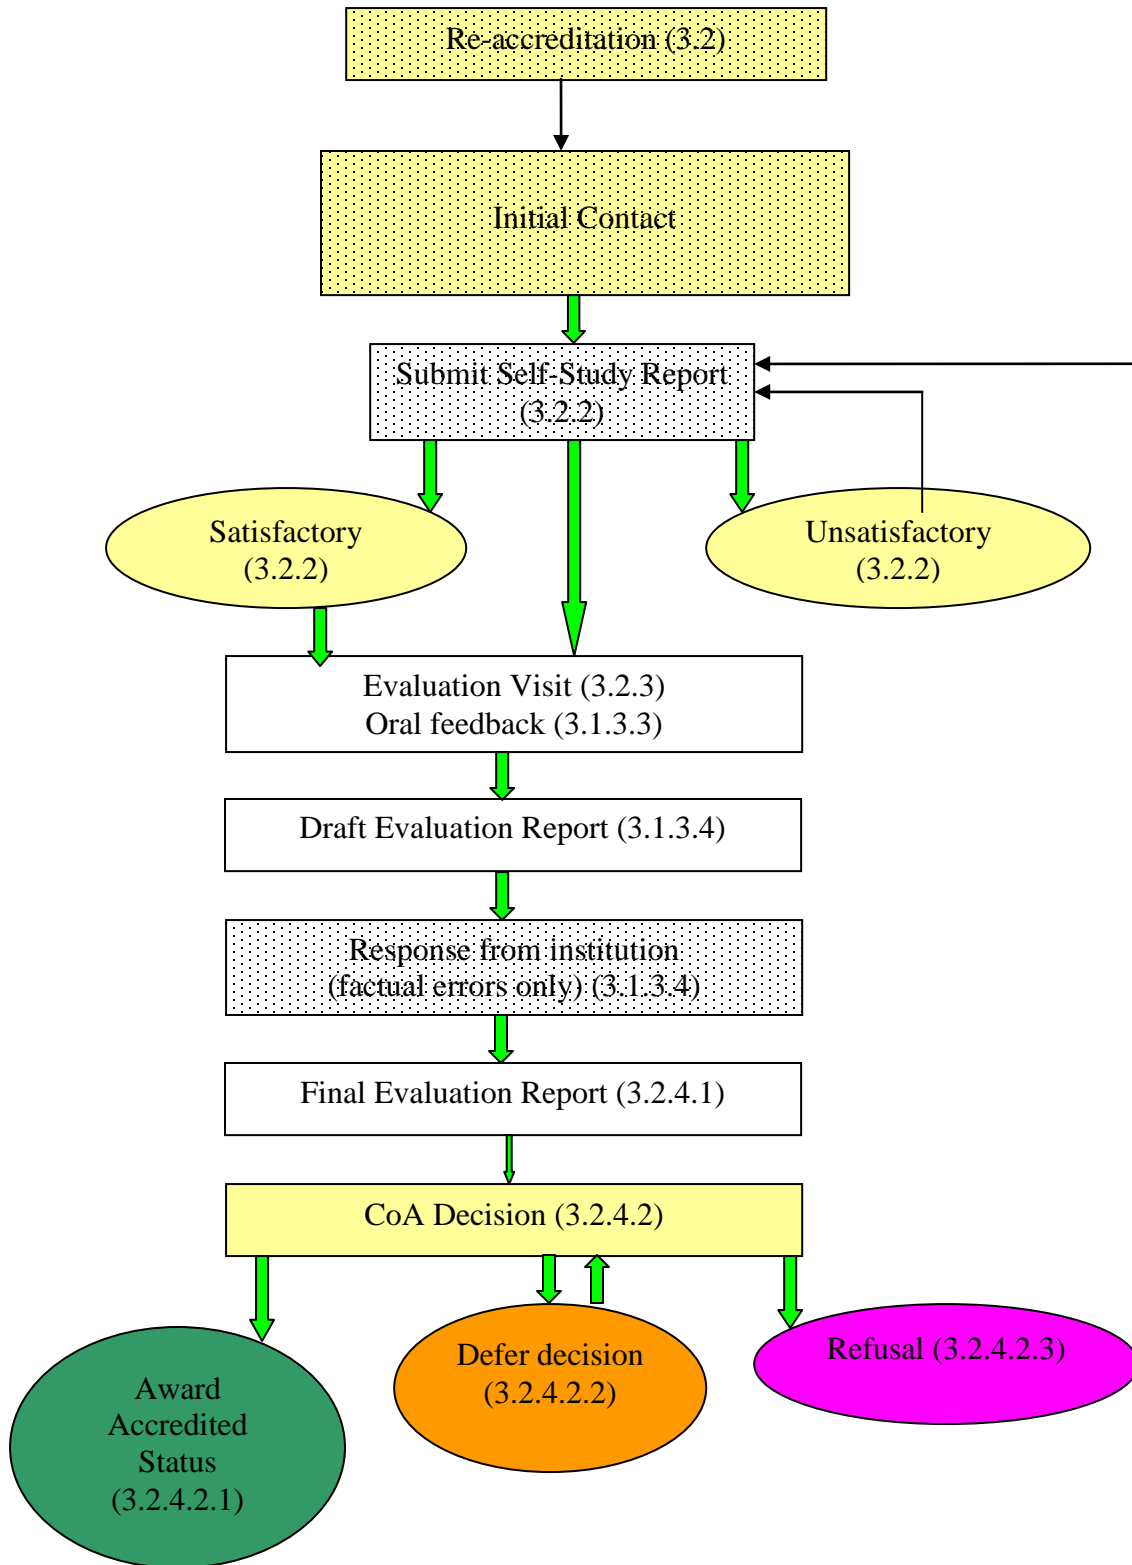 Re-accreditation (3.2)
Initial Contact
Submit Self-Study Report
(3.2.2)
Satisfactory
(3.2.2)
Unsatisfactory
(3.2.2)
Evaluation Visit (3.2.3)
Oral feedback (3.1.3.3)
Draft Evaluation Report (3.1.3.4)
Response from institution
(factual errors only) (3.1.3.4)
Final Evaluation Report (3.2.4.1)
CoA Decision (3.2.4.2)
Award
Accredited
Status
(3.2.4.2.1)
Defer decision
(3.2.4.2.2)
Refusal (3.2.4.2.3)